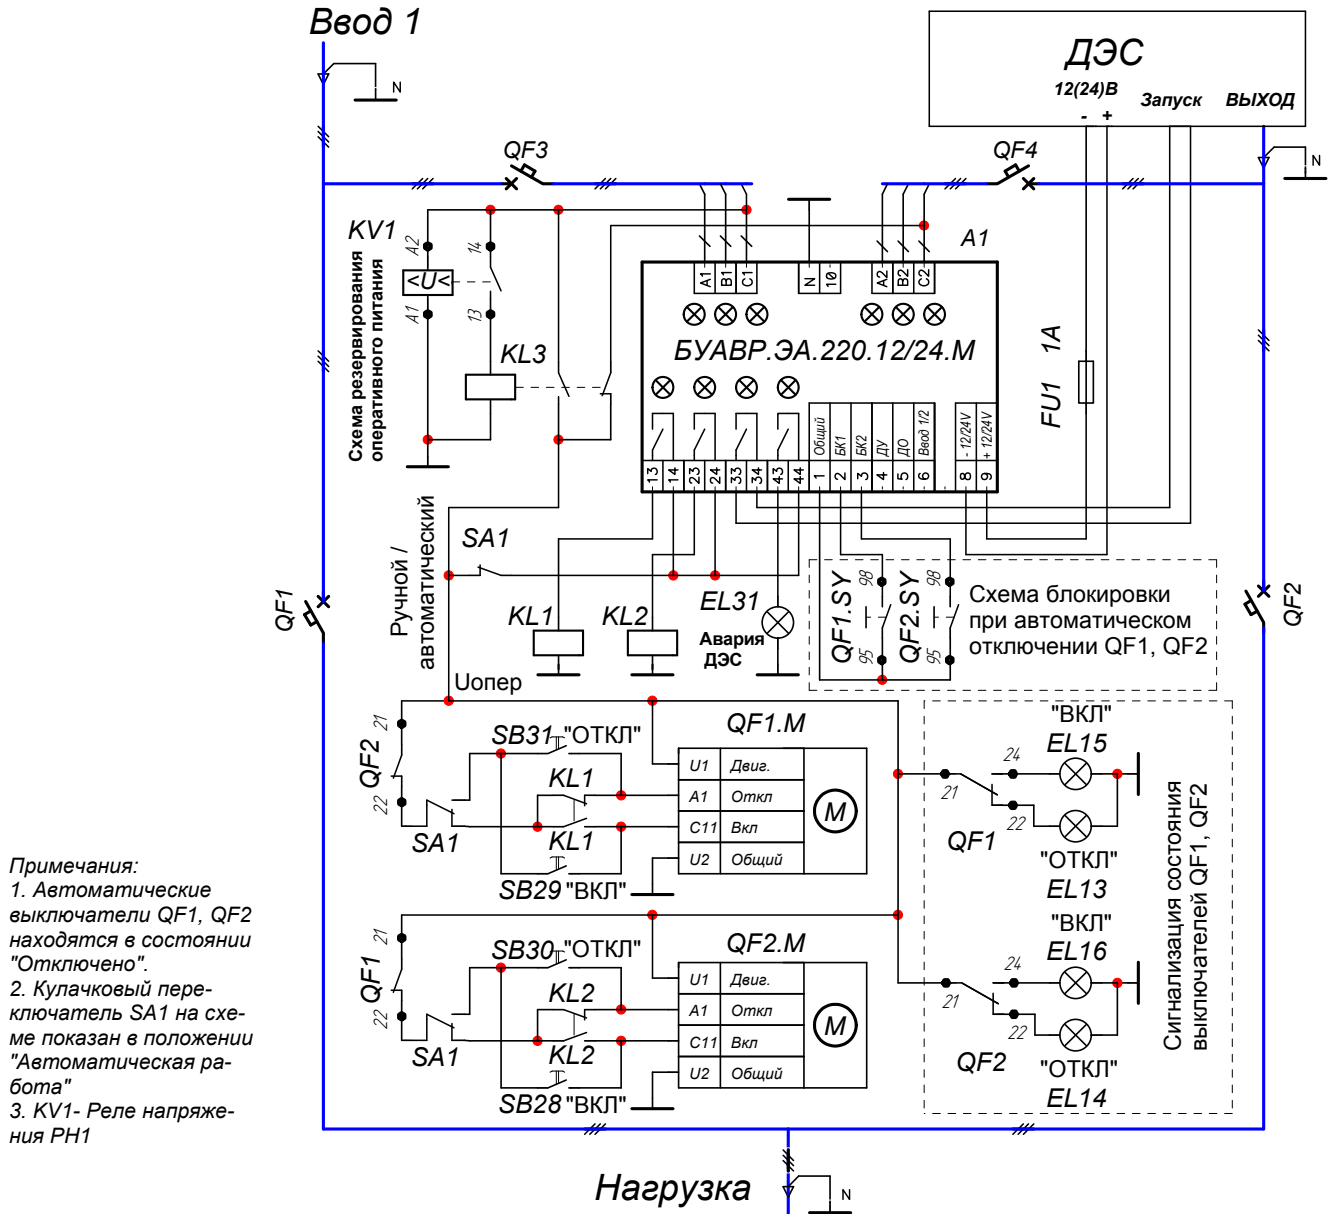 Ввод 1
N
ДЭС
12(24)В
- +
Запуск
ВЫХОД
N
QF3
QF4
KV1
A2
<U<
A1
14
13
Схема резервирования
оперативного питания
KL3
A1
A1
B1
C1
N
10
A2
B2
C2
БУАВР.ЭА.220.12/24.М
FU1 1А
Общий
БК1
БК2
ДУ
ДО
Ввод 1/2
- 12/24V
+ 12/24V
13
14
23
24
33
34
43
44
1
2
3
4
5
6
8
9
Ручной /
автоматический
SA1
QF1
QF2
KL1
KL2
EL31
Авария
ДЭС
QF1.SY
98
95
QF2.SY
98
95
Схема блокировки
при автоматическом
отключении QF1, QF2
Uопер
21
QF2
22
SA1
SB31 "ОТКЛ"
KL1
KL1
SB29 "ВКЛ"
QF1.M
U1 Двиг.
A1 Откл
C11 Вкл
U2 Общий
M
21
QF1
22
SA1
SB30 "ОТКЛ"
KL2
KL2
SB28 "ВКЛ"
QF2.M
U1 Двиг.
A1 Откл
C11 Вкл
U2 Общий
M
"ВКЛ"
EL15
24
21
22
QF1
"ОТКЛ"
EL13
"ВКЛ"
EL16
24
21
22
QF2
"ОТКЛ"
EL14
Сигнализация состояния
выключателей QF1, QF2
Примечания:
1. Автоматические
выключатели QF1, QF2
находятся в состоянии
"Отключено".
2. Кулачковый пере-
ключатель SA1 на схе-
ме показан в положении
"Автоматическая ра-
бота"
3. KV1- Реле напряже-
ния РН1
Нагрузка
N